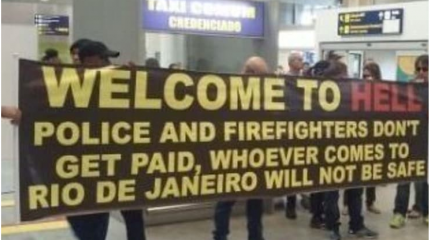 TAXI COMUM
CREDENCIADO
WELCOME TO HELL
POLICE AND FIREFIGHTERS DON'T
GET PAID, WHOEVER COMES TO
RIO DE JANEIRO WILL NOT BE SAFE